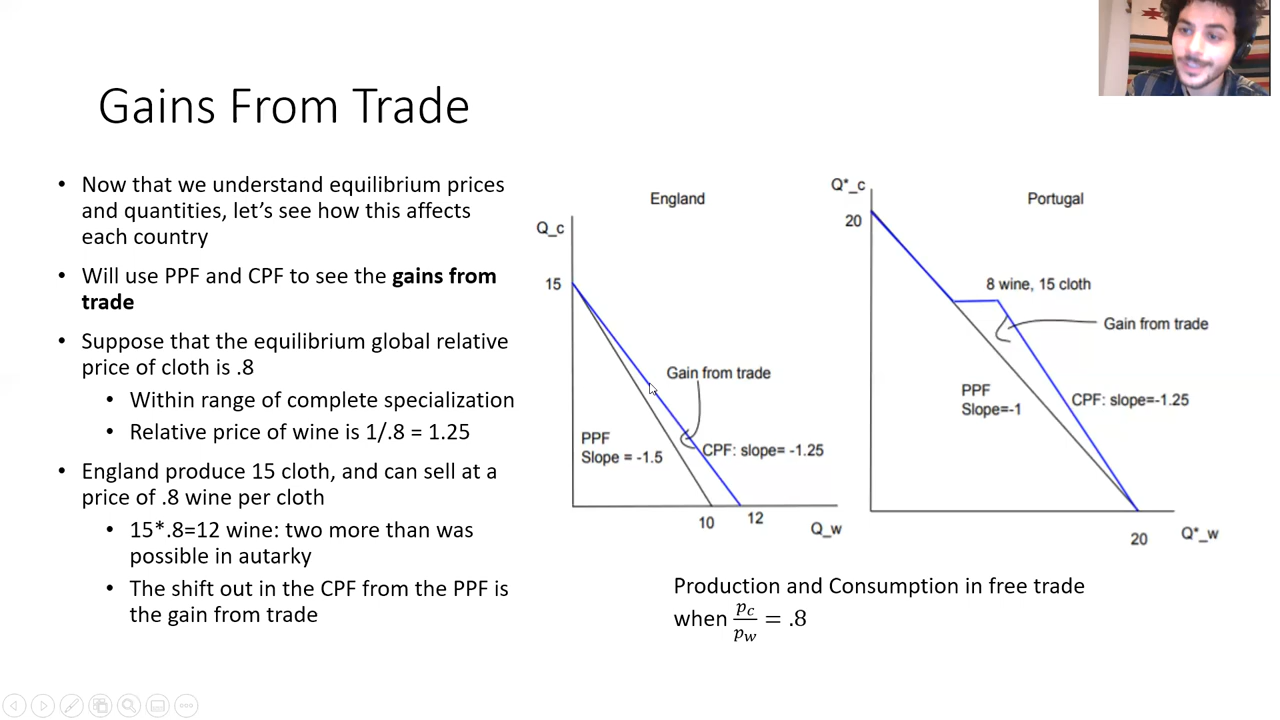 Gains From Trade
• Now that we understand equilibrium prices
and quantities, let's see how this affects
each country
• Will use PPF and CPF to see the gains from
trade
• Suppose that the equilibrium global relative
price of cloth is .8
• Within range of complete specialization
• Relative price of wine is 1/.8 = 1.25
• England produce 15 cloth, and can sell at a
price of .8 wine per cloth
• 15*.8=12 wine: two more than was
possible in autarky
• The shift out in the CPF from the PPF is
the gain from trade
England
Q_c
15
Gain from trade
PPF
Slope = -1.5
CPF: slope= -1.25
10
12
Q_w
Portugal
Q*_c
20
8 wine, 15 cloth
Gain from trade
PPF
Slope=-1
CPF: slope=-1.25
20
Q*_w
Production and Consumption in free trade
when p_c/p_w = .8